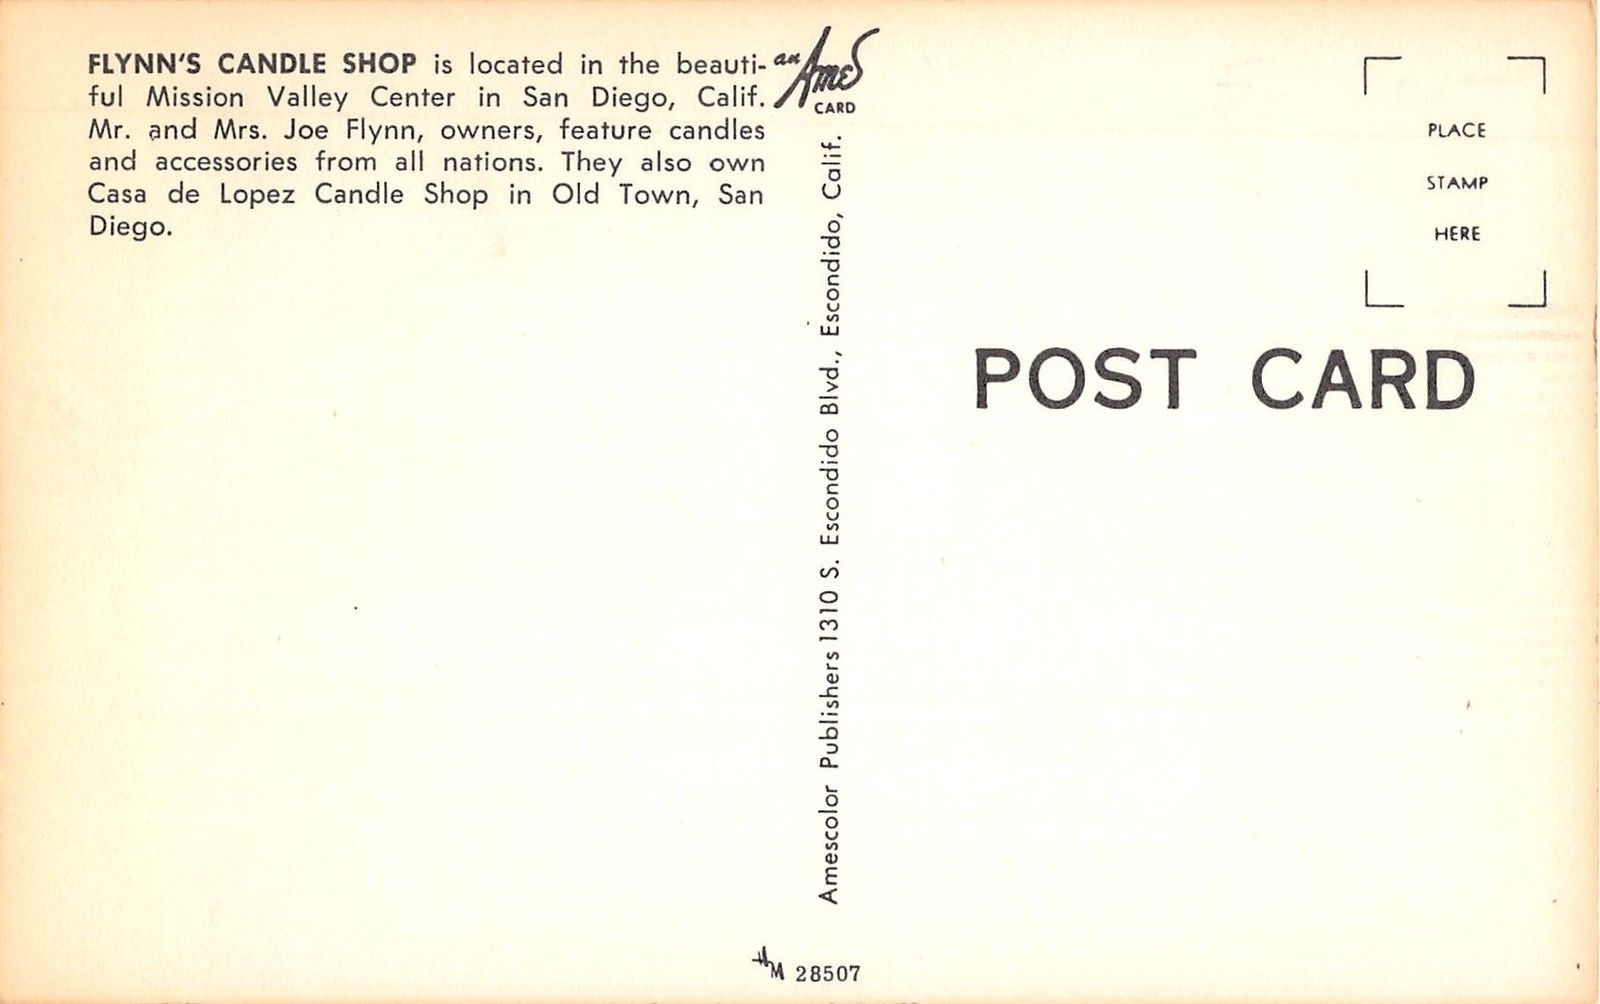 FLYNN'S CANDLE SHOP is located in the beauti-
ful Mission Valley Center in San Diego, Calif.
Mr. and Mrs. Joe Flynn, owners, feature candles
and accessories from all nations. They also own
Casa de Lopez Candle Shop in Old Town, San
Diego.
an Ames
CARD
Amescolor Publishers 1310 S. Escondido Blvd., Escondido, Calif.
PLACE
STAMP
HERE
POST CARD
HM 28507